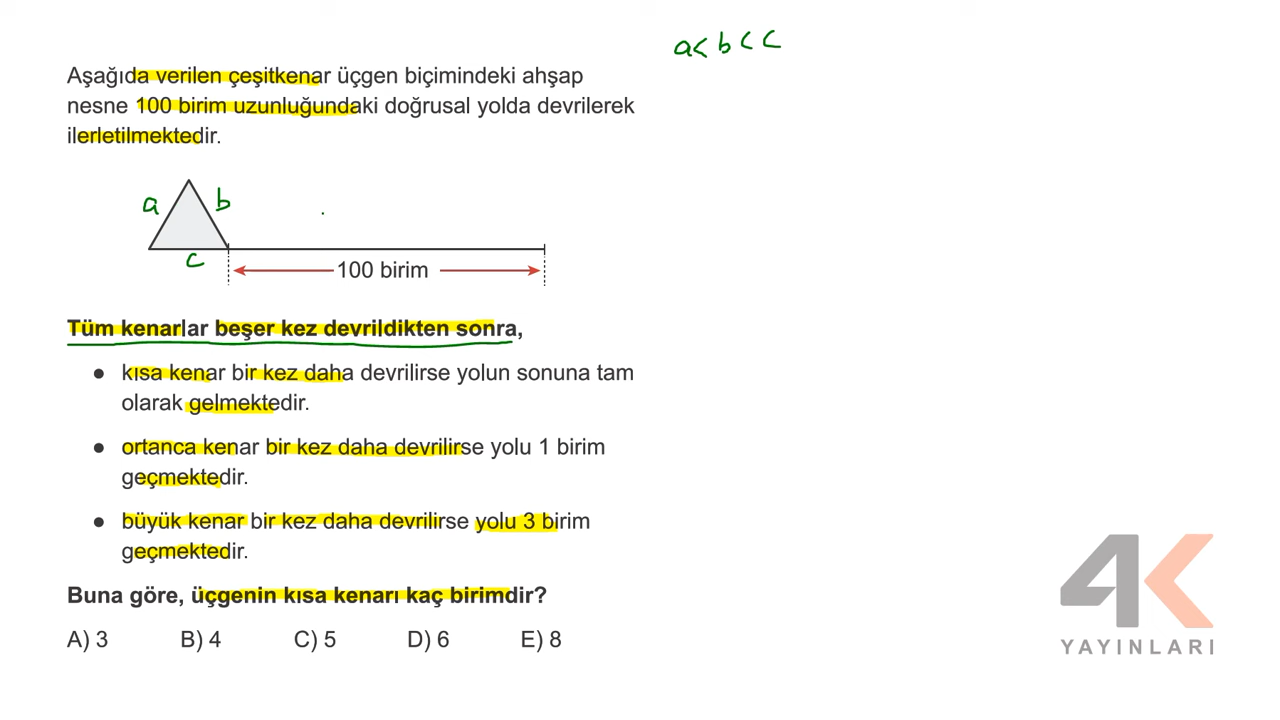 a< b < c
Aşağıda verilen çeşitkenar üçgen biçimindeki ahşap
nesne 100 birim uzunluğundaki doğrusal yolda devrilerek
ilerletilmektedir.
a
b
c
100 birim
Tüm kenarlar beşer kez devrildikten sonra,
● kısa kenar bir kez daha devrilirse yolun sonuna tam
olarak gelmektedir.
● ortanca kenar bir kez daha devrilirse yolu 1 birim
geçmektedir.
● büyük kenar bir kez daha devrilirse yolu 3 birim
geçmektedir.
Buna göre, üçgenin kısa kenarı kaç birimdir?
A) 3 B) 4 C) 5 D) 6 E) 8
4K
YAYINLARI